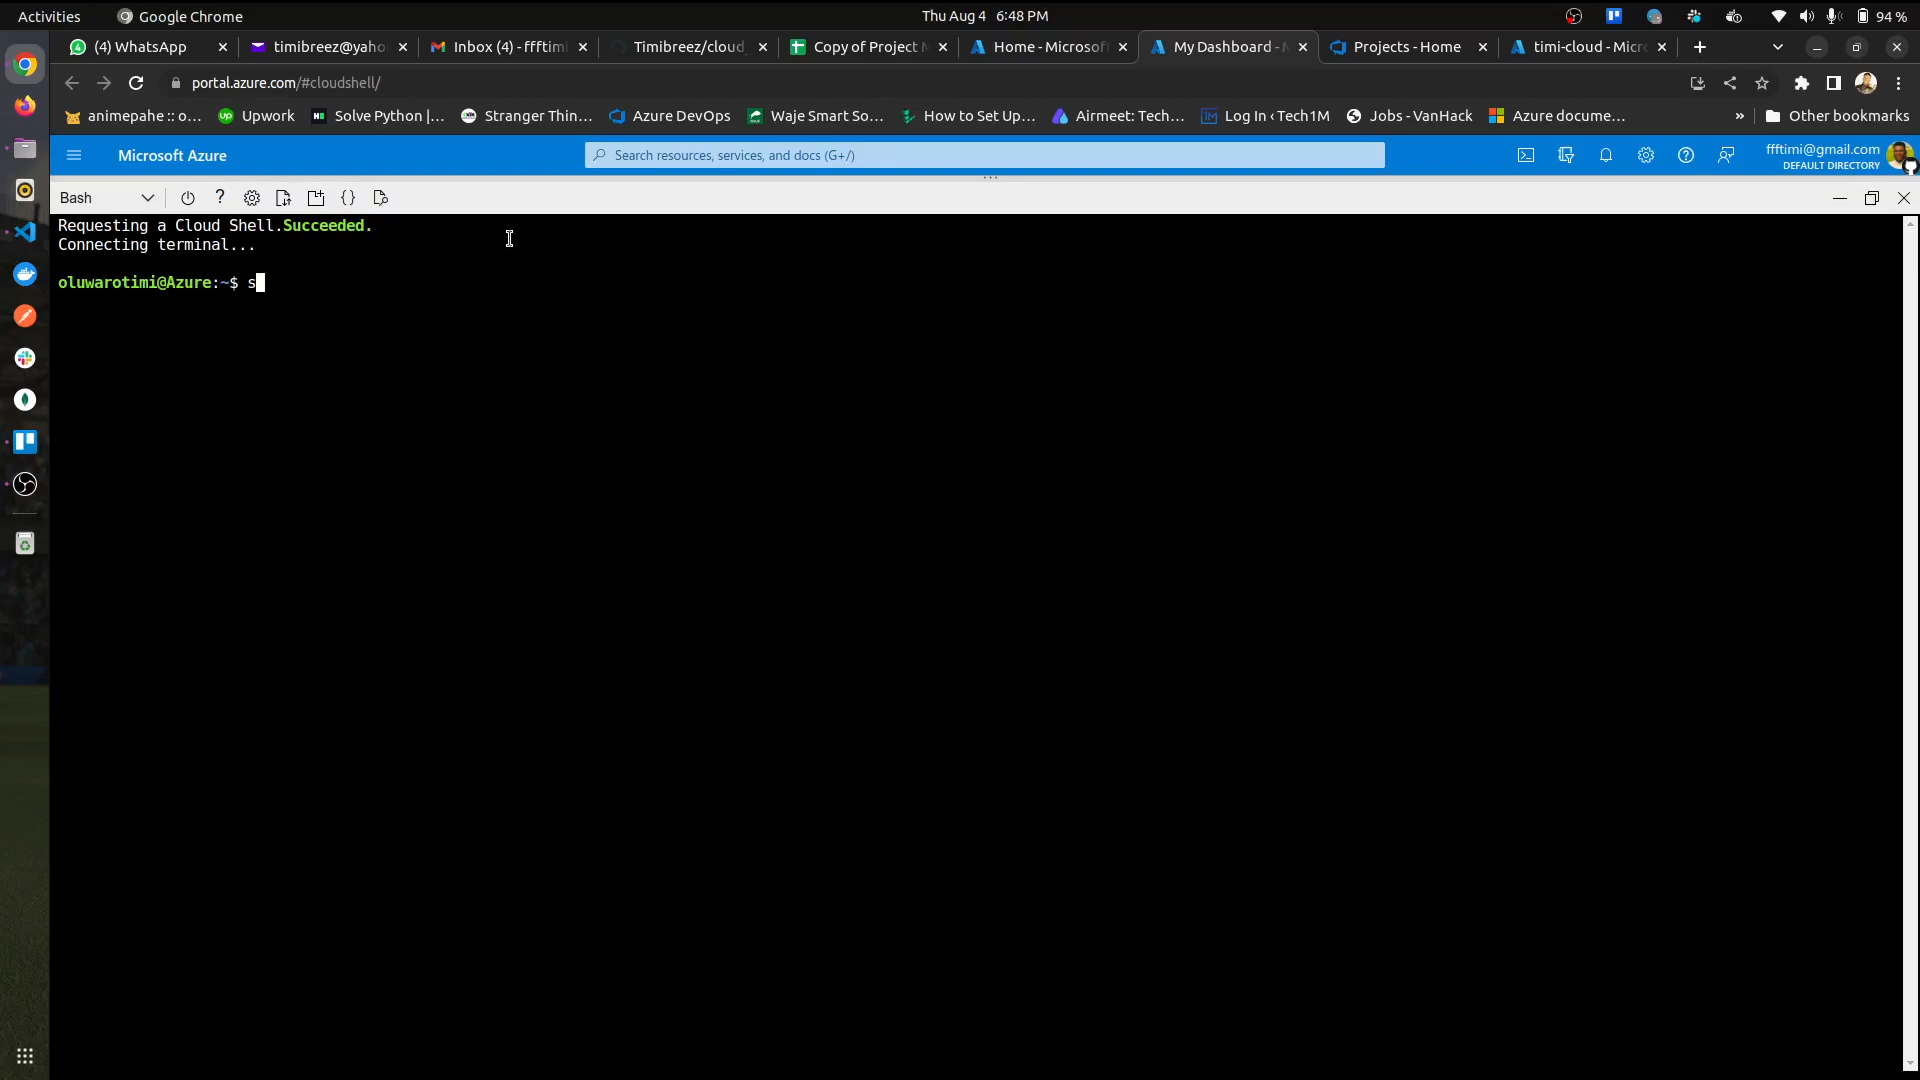 Activities
Google Chrome
Thu Aug 4 6:48 PM
94 %
(4) WhatsApp
timibreez@yaho
Inbox (4) - ffftimi
Timibreez/cloud_
Copy of Project
Home - Microsof
My Dashboard -
Projects - Home
timi-cloud - Micr
portal.azure.com/#cloudshell/
animepahe :: o...
Upwork
Solve Python |...
Stranger Thin...
Azure DevOps
Waje Smart So...
How to Set Up...
Airmeet: Tech...
Log In ‹ Tech1M
Jobs - VanHack
Azure docume...
»
Other bookmarks
Microsoft Azure
Search resources, services, and docs (G+/)
ffftimi@gmail.com
DEFAULT DIRECTORY
Bash
Requesting a Cloud Shell.Succeeded.
Connecting terminal...
oluwarotimi@Azure:~$ s